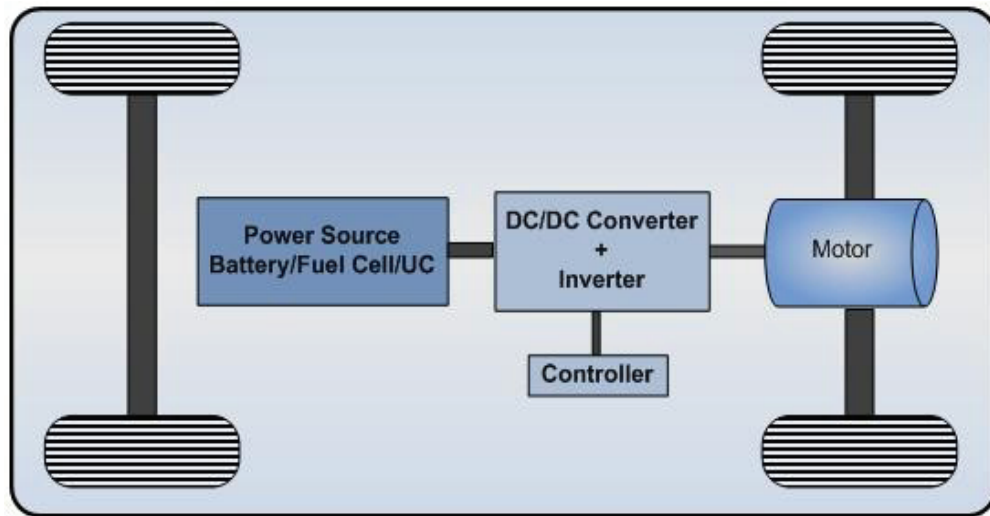 Power Source
Battery/Fuel Cell/UC
DC/DC Converter
+
Inverter
Motor
Controller